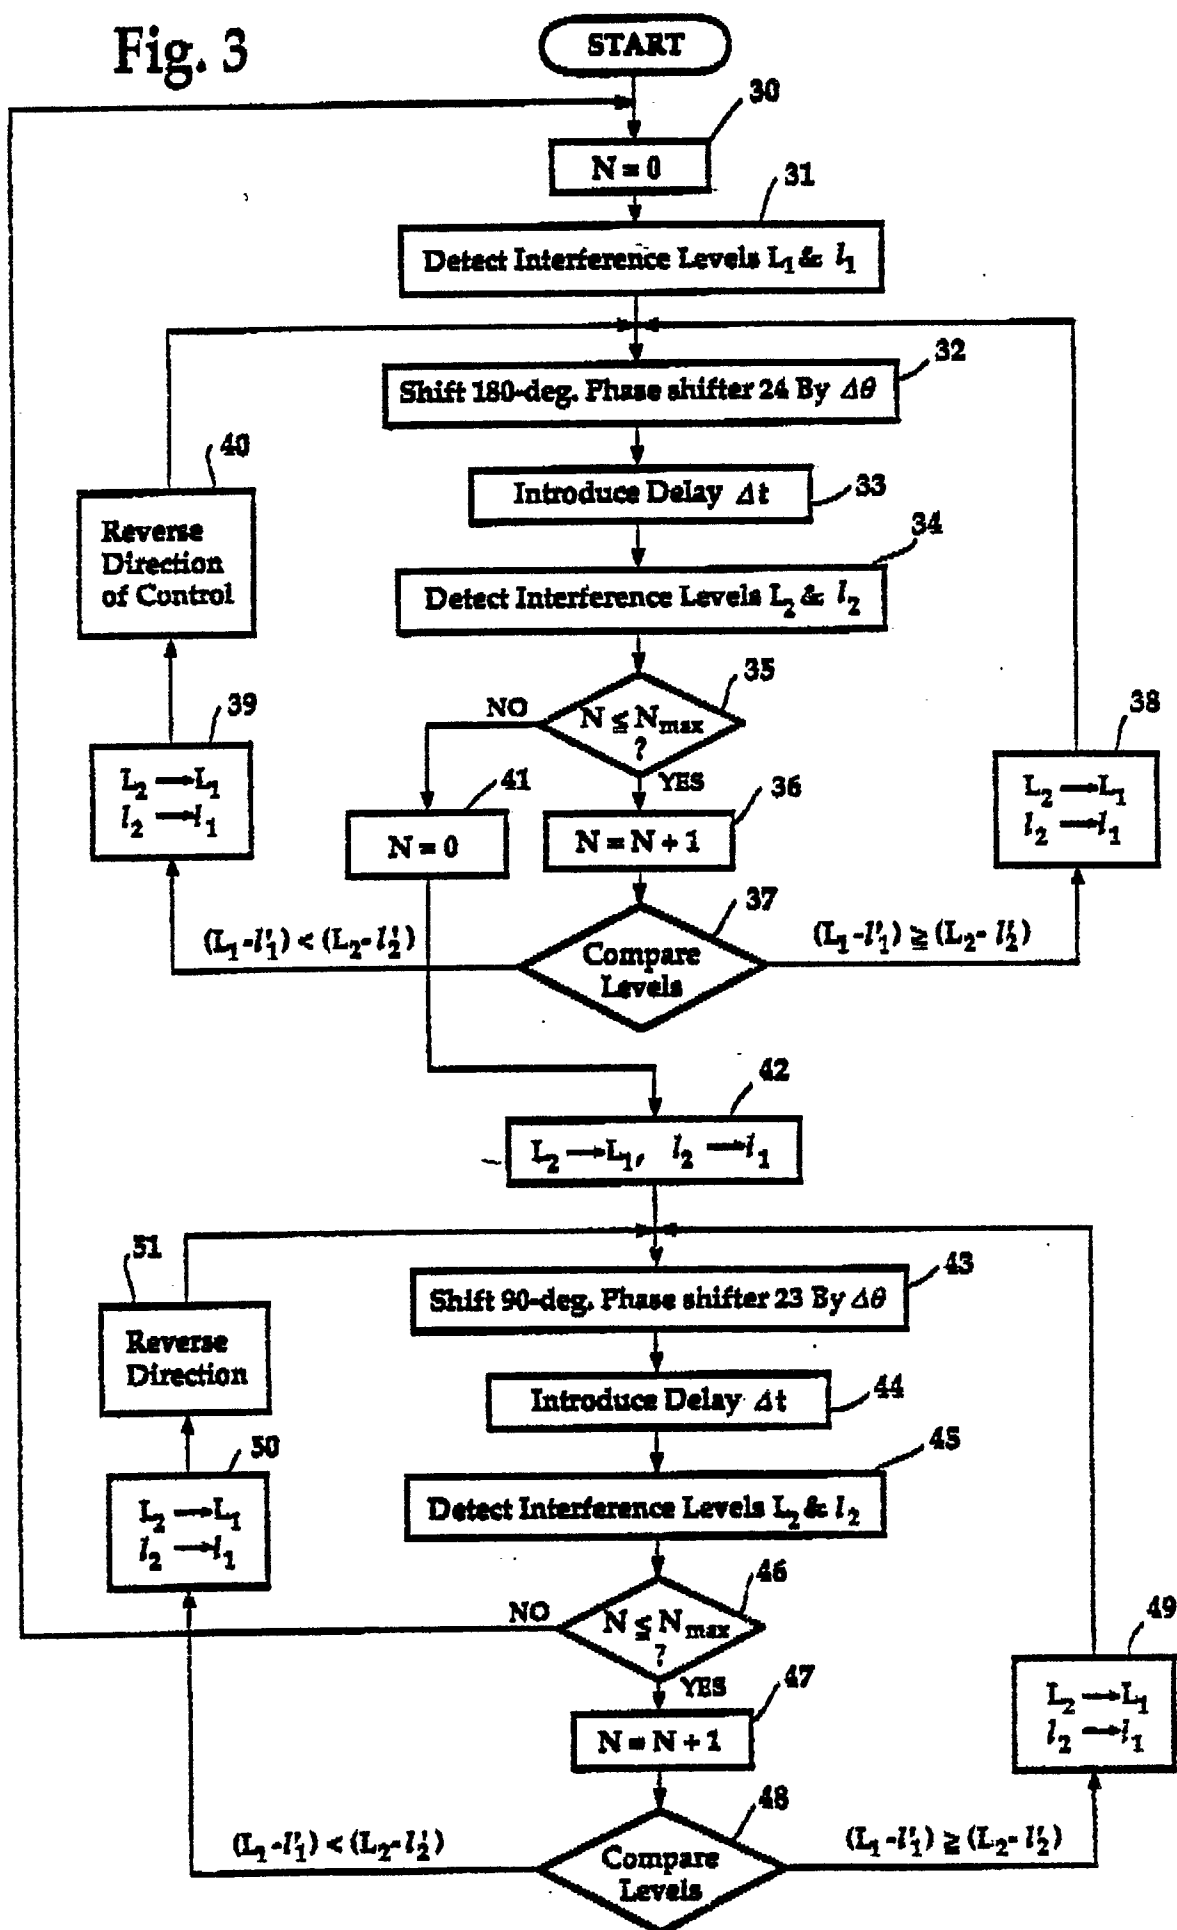 Fig. 3
START
30
N = 0
31
Detect Interference Levels L₁ & l₁
32
Shift 180-deg. Phase shifter 24 By Δθ
40
Reverse
Direction
of Control
33
Introduce Delay Δt
34
Detect Interference Levels L₂ & l₂
35
NO
N ≦ Nmax
?
YES
39
L₂ → L₁
l₂ → l₁
38
L₂ → L₁
l₂ → l₁
41
N = 0
36
N = N + 1
37
(L₁ - l'₁) < (L₂ - l'₂)
Compare
Levels
(L₁ - l'₁) ≧ (L₂ - l'₂)
42
L₂ → L₁, l₂ → l₁
51
Reverse
Direction
43
Shift 90-deg. Phase shifter 23 By Δθ
44
Introduce Delay Δt
45
Detect Interference Levels L₂ & l₂
50
L₂ → L₁
l₂ → l₁
46
NO
N ≦ Nmax
?
YES
49
L₂ → L₁
l₂ → l₁
47
N = N + 1
48
(L₁ - l'₁) < (L₂ - l'₂)
Compare
Levels
(L₁ - l'₁) ≧ (L₂ - l'₂)